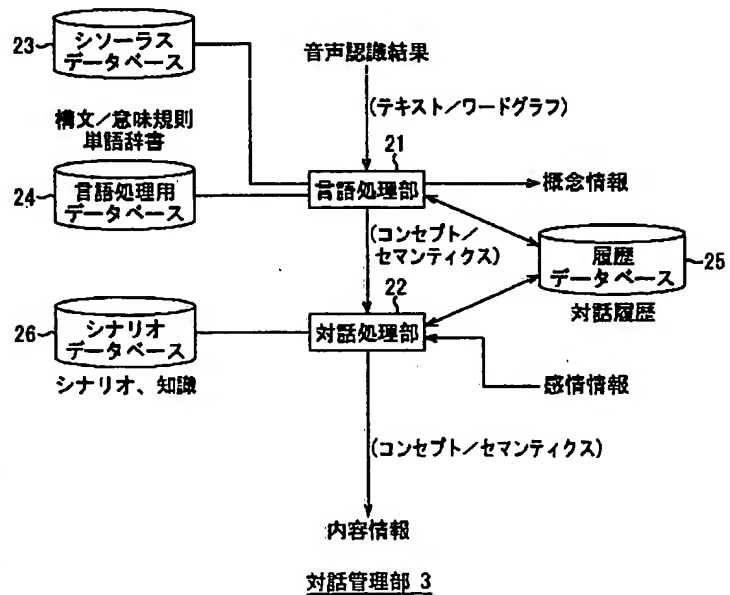 23
シソーラス
データベース
音声認識結果
(テキスト/ワードグラフ)
構文/意味規則
単語辞書
21
24
言語処理用
データベース
言語処理部
概念情報
(コンセプト/
セマンティクス)
履歴
データベース
25
対話履歴
22
26
シナリオ
データベース
対話処理部
シナリオ、知識
感情情報
(コンセプト/セマンティクス)
内容情報
対話管理部 3